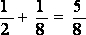 1/2 + 1/8 = 5/8